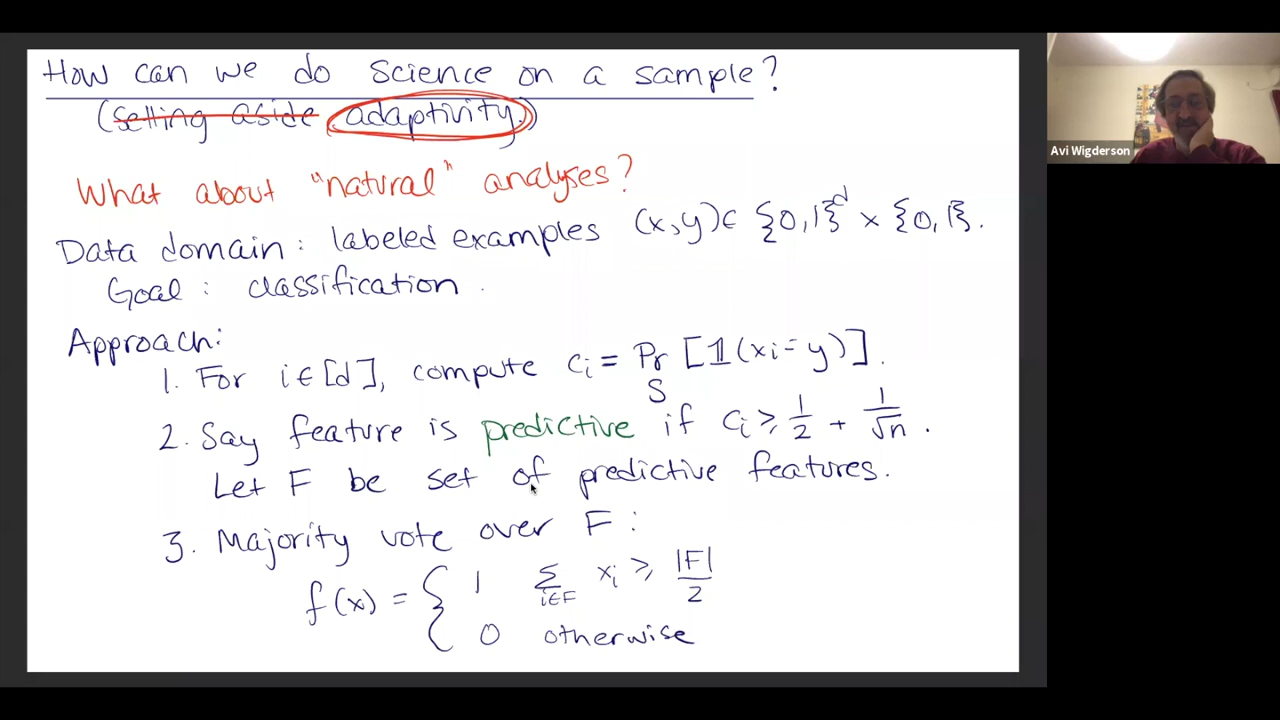 How can we do science on a sample?
(setting aside adaptivity.)
What about "natural" analyses?
Data domain: labeled examples (x,y) ∈ {0,1}^d × {0,1}.
Goal: classification.
Approach:
1. For i∈[d], compute c_i = Pr_S [𝟙(x_i=y)].
2. Say feature is predictive if c_i ≥ 1/2 + 1/√n.
Let F be set of predictive features.
3. Majority vote over F:
f(x) = { 1 Σ_{i∈F} x_i ≥ |F|/2
0 otherwise
Avi Wigderson